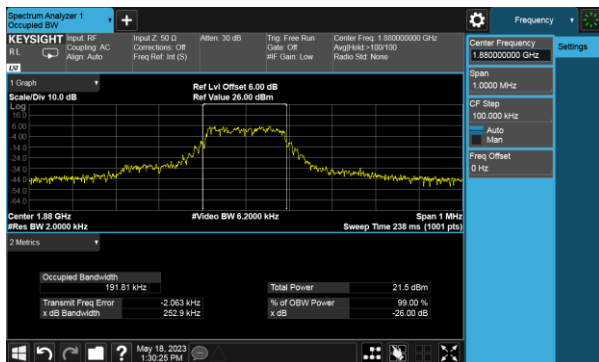 Spectrum Analyzer 1
Occupied BW
+
Frequency
KEYSIGHT
RL
LXI
Input: RF
Coupling: AC
Align: Auto
Input Z: 50 Ω
Corrections: Off
Freq Ref: Int (S)
Atten: 30 dB
Trig: Free Run
Gate: Off
#IF Gain: Low
Center Freq: 1.880000000 GHz
Avg|Hold:>100/100
Radio Std: None
Center Frequency
1.880000000 GHz
Settings
Span
1.0000 MHz
CF Step
100.000 kHz
Auto
Man
Freq Offset
0 Hz
1 Graph
Scale/Div 10.0 dB
Ref Lvl Offset 6.00 dB
Ref Value 26.00 dBm
Log
16.0
6.00
-4.00
-14.0
-24.0
-34.0
-44.0
-54.0
-64.0
Center 1.88 GHz
#Res BW 2.0000 kHz
#Video BW 6.2000 kHz
Span 1 MHz
Sweep Time 238 ms (1001 pts)
2 Metrics
Occupied Bandwidth
191.81 kHz
Total Power 21.5 dBm
Transmit Freq Error -2.063 kHz
% of OBW Power 99.00 %
x dB Bandwidth 252.9 kHz
x dB -26.00 dB
?
May 18, 2023
1:30:25 PM